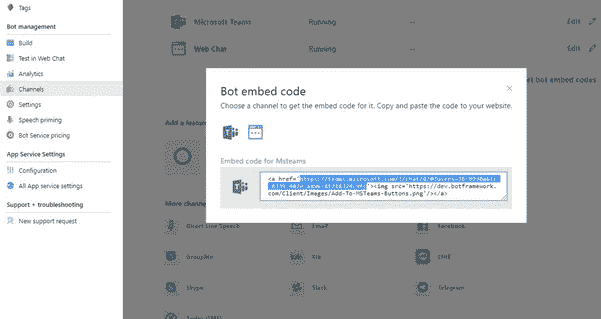 Tags
Bot management
Build
Test in Web Chat
Analytics
Channels
Settings
Speech priming
Bot Service pricing
App Service Settings
Configuration
All App service settings
Support + troubleshooting
New support request
Microsoft Teams Running -- Edit
Web Chat Running -- Edit
et bot embed codes
Bot embed code
Choose a channel to get the embed code for it. Copy and paste the code to your website.
Embed code for Msteams
<a href="https://teams.microsoft.com/l/chat/0/0?users=28:
"><img src="https://dev.botframework.
com/Client/Images/Add-To-MSTeams-Buttons.png"/></a>
Add a featur
More chann
Direct Line Speech
Email
Facebook
GroupMe
Kik
LINE
Skype
Slack
Telegram